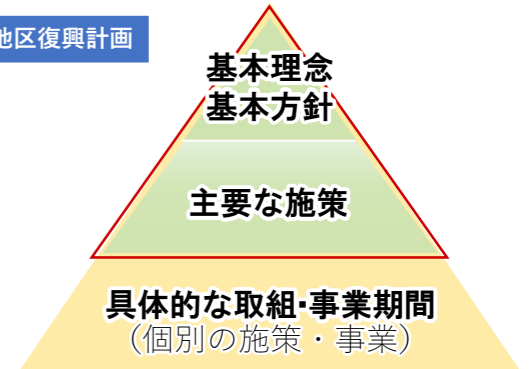 地区復興計画
基本理念
基本方針
主要な施策
具体的な取組・事業期間
（個別の施策・事業）